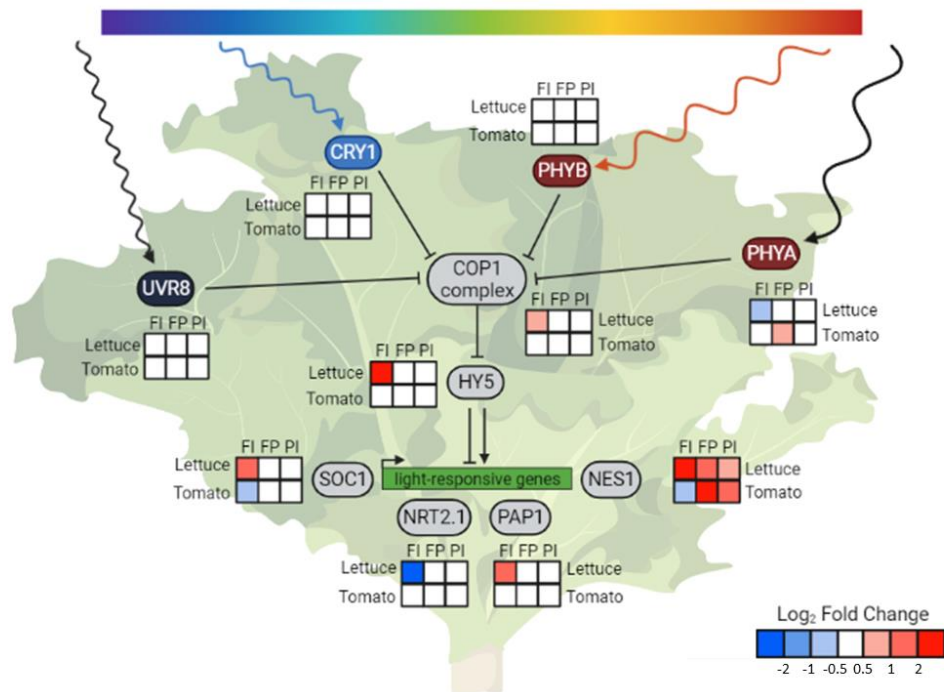 FI FP PI
Lettuce
Tomato
PHYB
CRY1
FI FP PI
Lettuce
Tomato
PHYA
COP1
complex
UVR8
FI FP PI
Lettuce
Tomato
FI FP PI
Lettuce
Tomato
FI FP PI
Lettuce
Tomato
FI FP PI
Lettuce
Tomato
HY5
FI FP PI
Lettuce
Tomato
SOC1
light-responsive genes
NES1
FI FP PI
Lettuce
Tomato
NRT2.1
PAP1
FI FP PI
Lettuce
Tomato
FI FP PI
Lettuce
Tomato
Log₂ Fold Change
-2 -1 -0.5 0.5 1 2